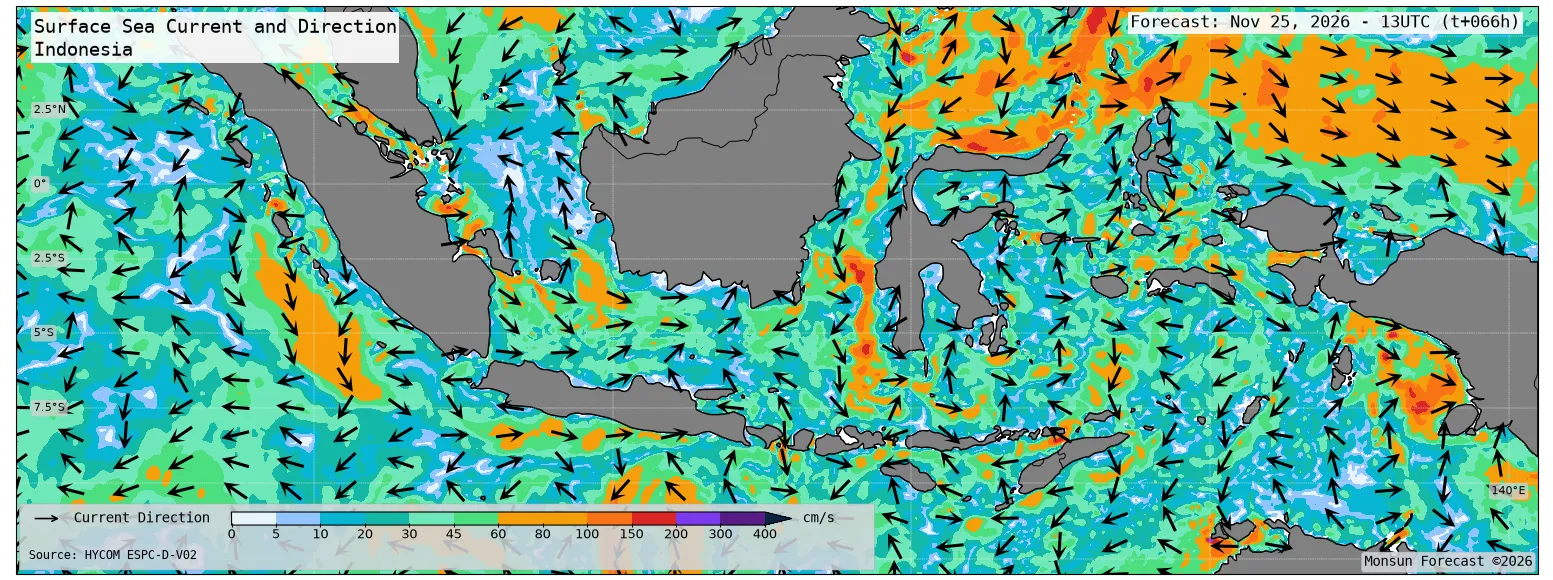 Surface Sea Current and Direction
Indonesia
Forecast: Nov 25, 2026 - 13UTC (t+066h)
2.5°N
0°
2.5°S
5°S
7.5°S
140°E
Current Direction
0 5 10 20 30 45 60 80 100 150 200 300 400
cm/s
Source: HYCOM ESPC-D-V02
Monsun Forecast ©2026